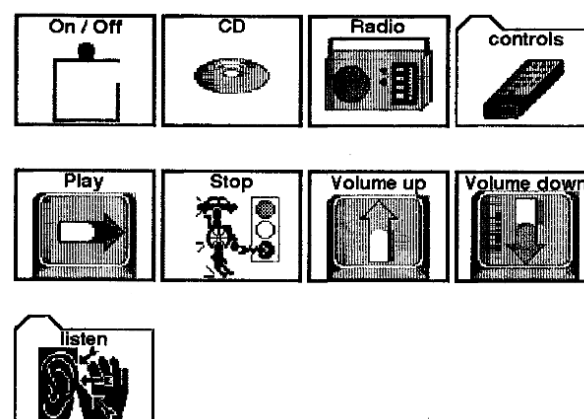 On / Off
CD
Radio
controls
Play
Stop
Volume up
Volume down
listen